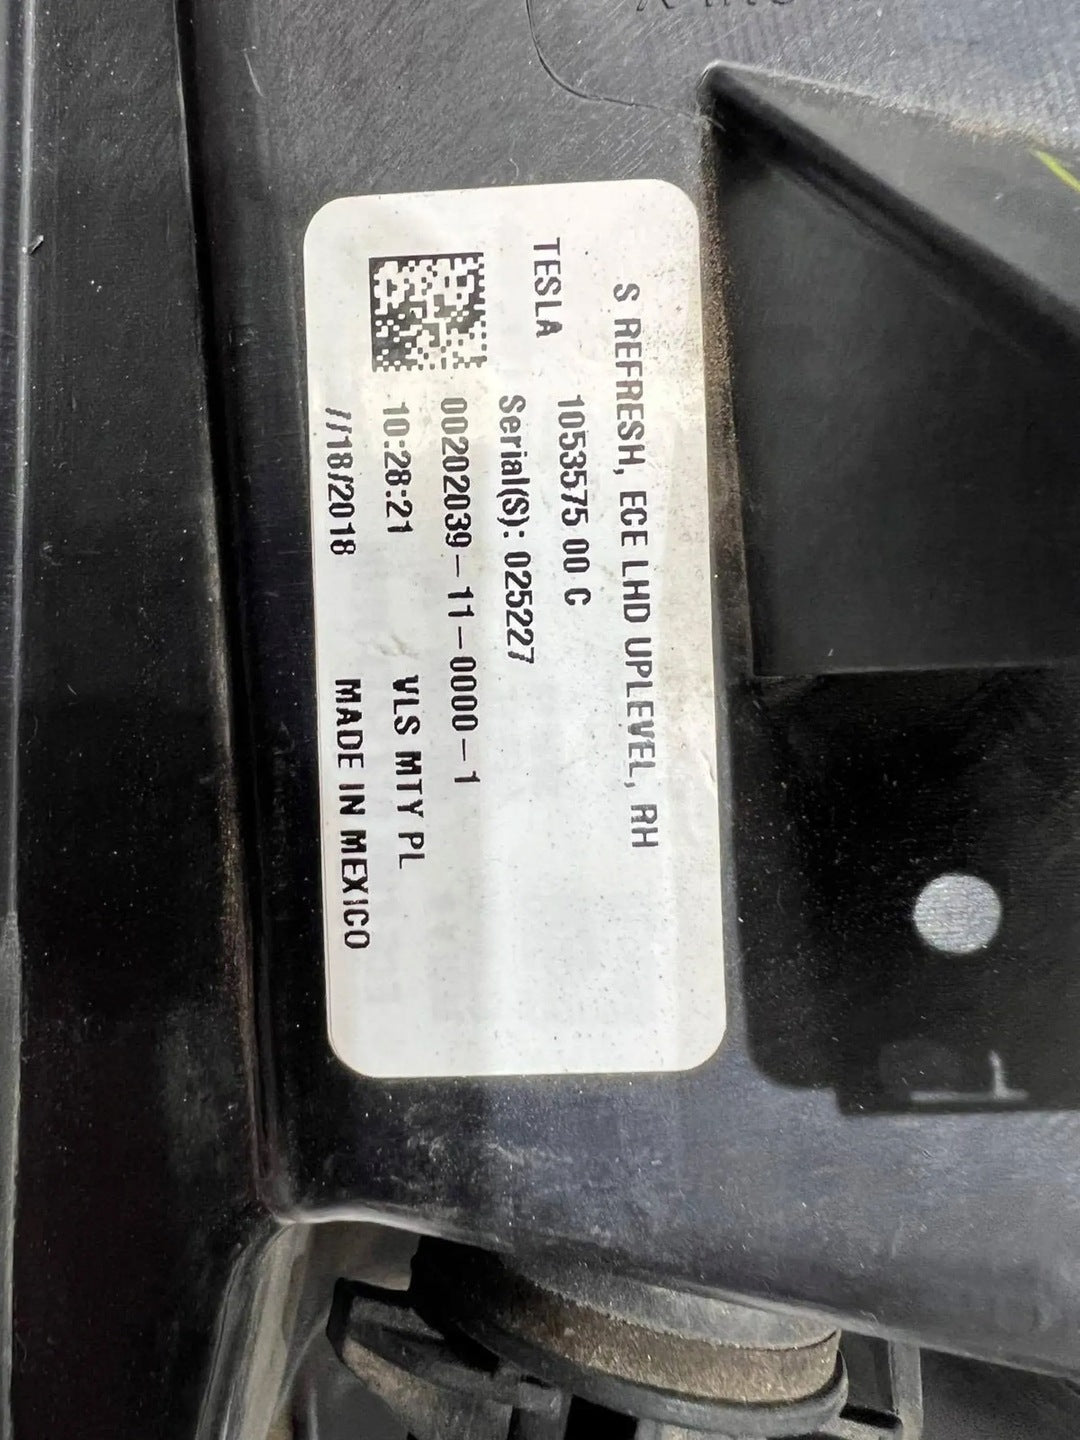 S REFRESH, ECE LHD UPLEVEL, RH
TESLA 1053575 00 C
Serial(S): 025227
00202039-11-0000-1
10:28:21 VLS MTY PL
7/18/2018 MADE IN MEXICO